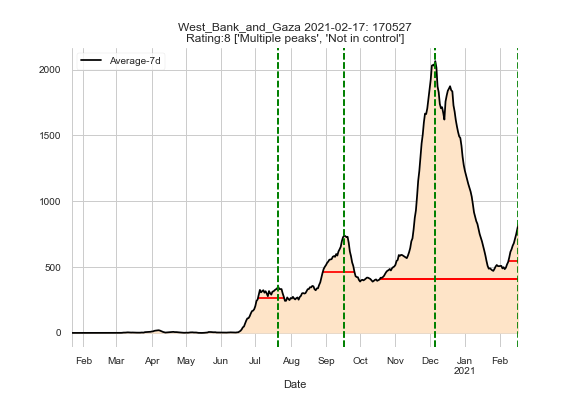 West_Bank_and_Gaza 2021-02-17: 170527
Rating:8 ['Multiple peaks', 'Not in control']
Average-7d
2000
1500
1000
500
0
Feb Mar Apr May Jun Jul Aug Sep Oct Nov Dec Jan Feb
2021
Date